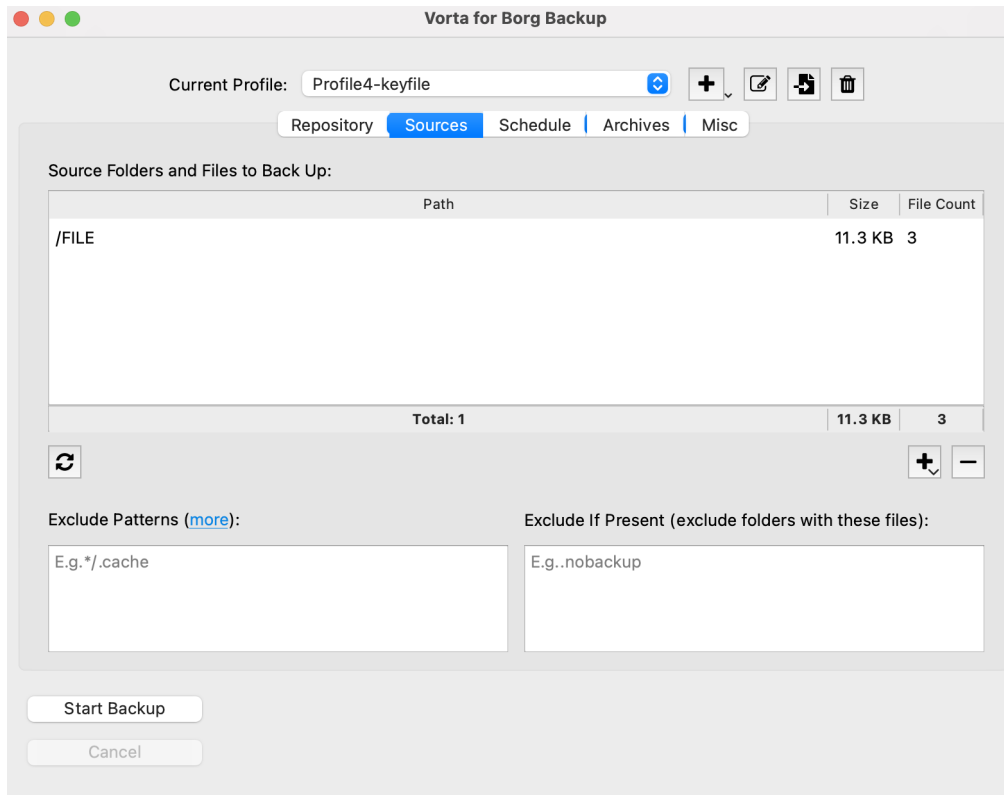 Vorta for Borg Backup
Current Profile: Profile4-keyfile
Repository Sources Schedule Archives Misc
Source Folders and Files to Back Up:
Path Size File Count
/FILE 11.3 KB 3
Total: 1 11.3 KB 3
Exclude Patterns (more): Exclude If Present (exclude folders with these files):
E.g.*/.cache E.g..nobackup
Start Backup
Cancel